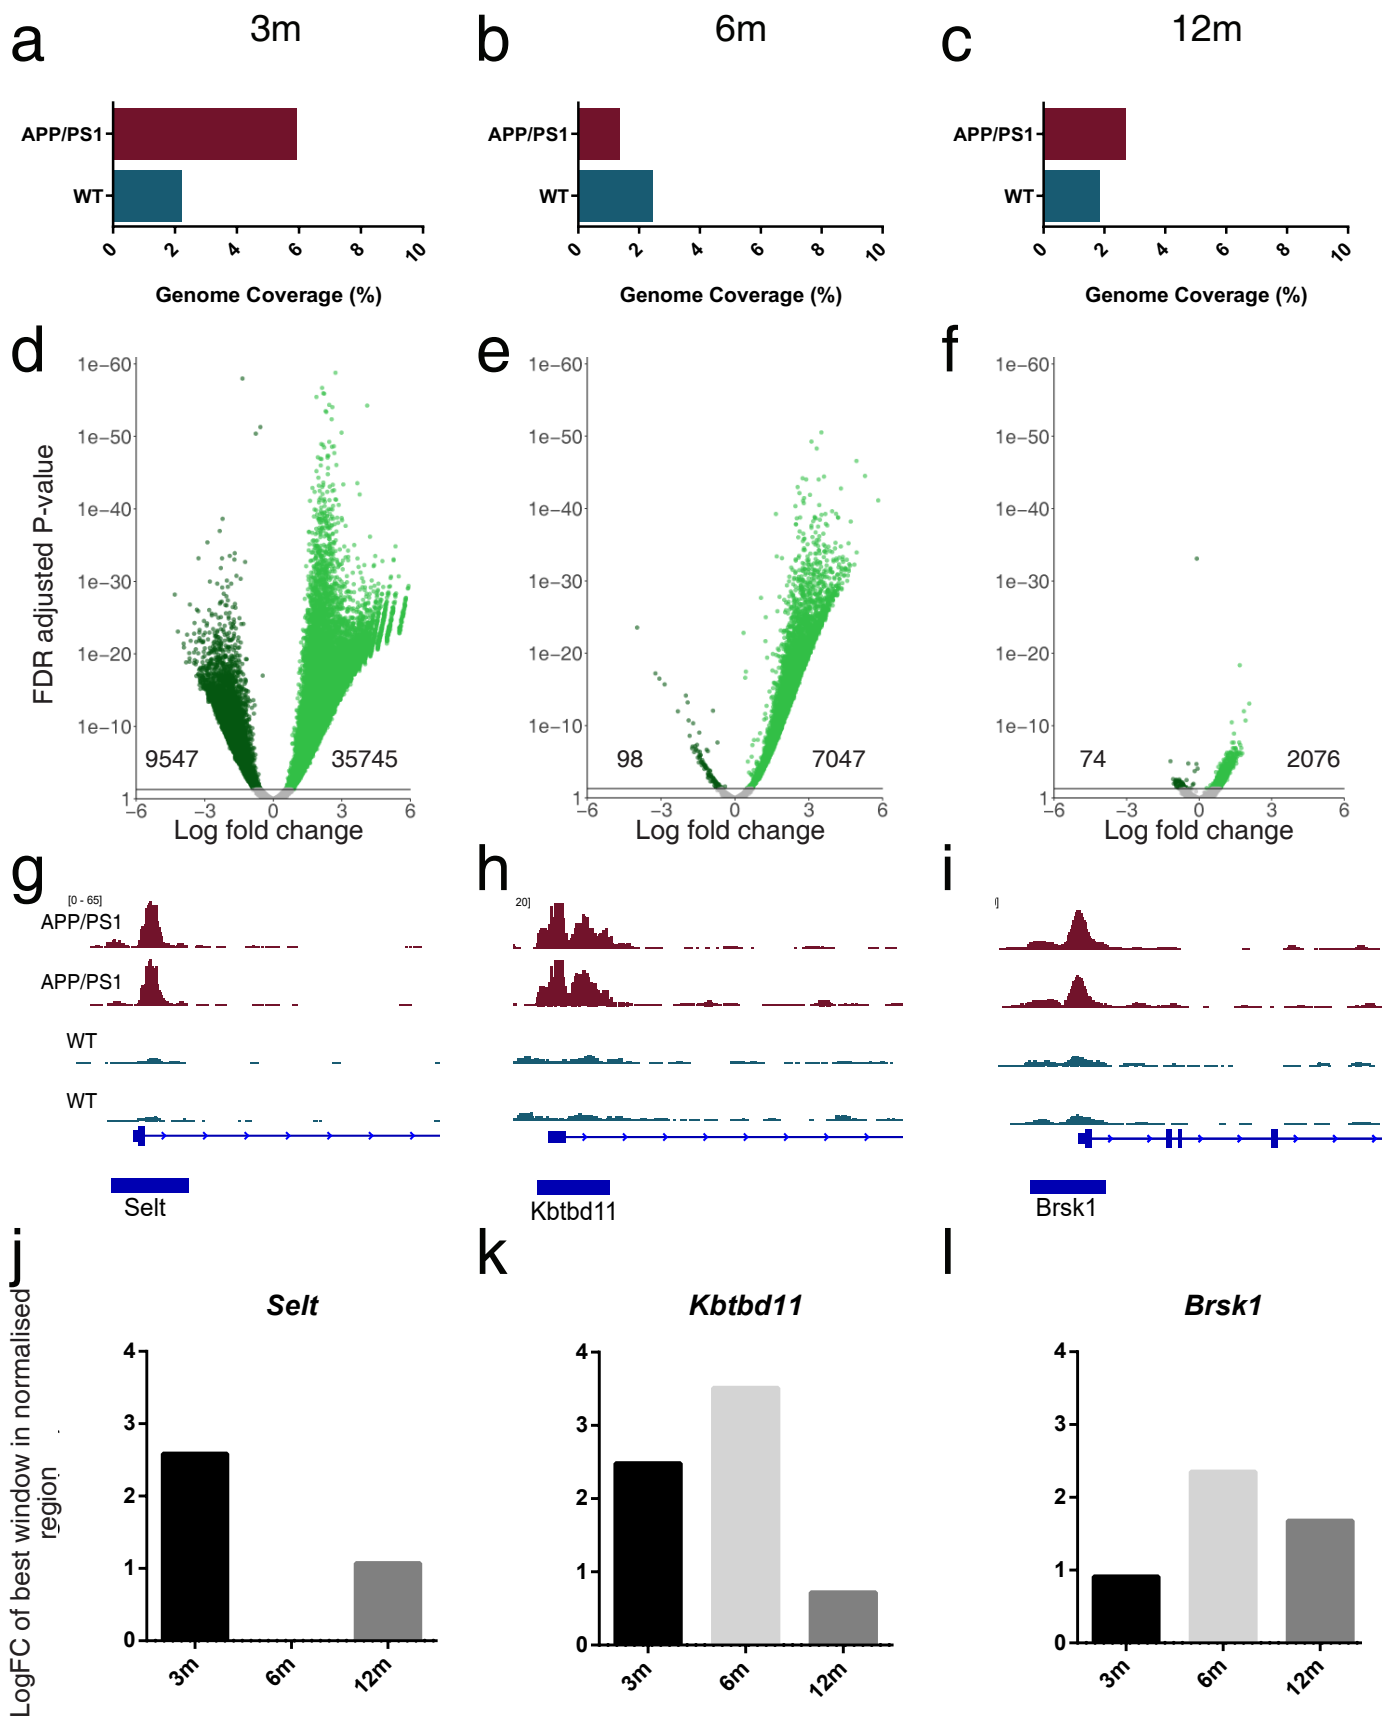 a
3m
b
6m
c
12m
APP/PS1
WT
0 2 4 6 8 10
Genome Coverage (%)
APP/PS1
WT
0 2 4 6 8 10
Genome Coverage (%)
APP/PS1
WT
0 2 4 6 8 10
Genome Coverage (%)
d
FDR adjusted P-value
1e−60
1e−50
1e−40
1e−30
1e−20
1e−10
1
9547
35745
−6 −3 0 3 6
Log fold change
e
1e−60
1e−50
1e−40
1e−30
1e−20
1e−10
1
98
7047
−6 −3 0 3 6
Log fold change
f
1e−60
1e−50
1e−40
1e−30
1e−20
1e−10
1
74
2076
−6 −3 0 3 6
Log fold change
g
[0 - 65]
APP/PS1
APP/PS1
WT
WT
Selt
h
20]
Kbtbd11
i
Brsk1
j
LogFC of best window in normalised
region
Selt
4
3
2
1
0
3m 6m 12m
k
Kbtbd11
4
3
2
1
0
3m 6m 12m
l
Brsk1
4
3
2
1
0
3m 6m 12m